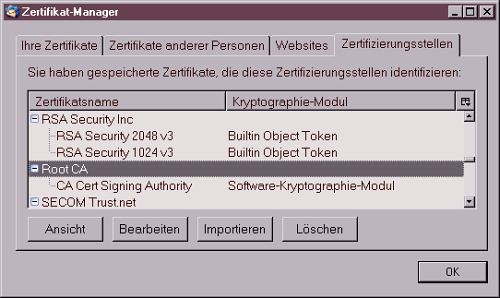 Zertifikat-Manager
Ihre Zertifikate Zertifikate anderer Personen Websites Zertifizierungsstellen
Sie haben gespeicherte Zertifikate, die diese Zertifizierungsstellen identifizieren:
Zertifikatsname Kryptographie-Modul
RSA Security Inc
RSA Security 2048 v3 Builtin Object Token
RSA Security 1024 v3 Builtin Object Token
Root CA
CA Cert Signing Authority Software-Kryptographie-Modul
SECOM Trust.net
Ansicht Bearbeiten Importieren Löschen
OK